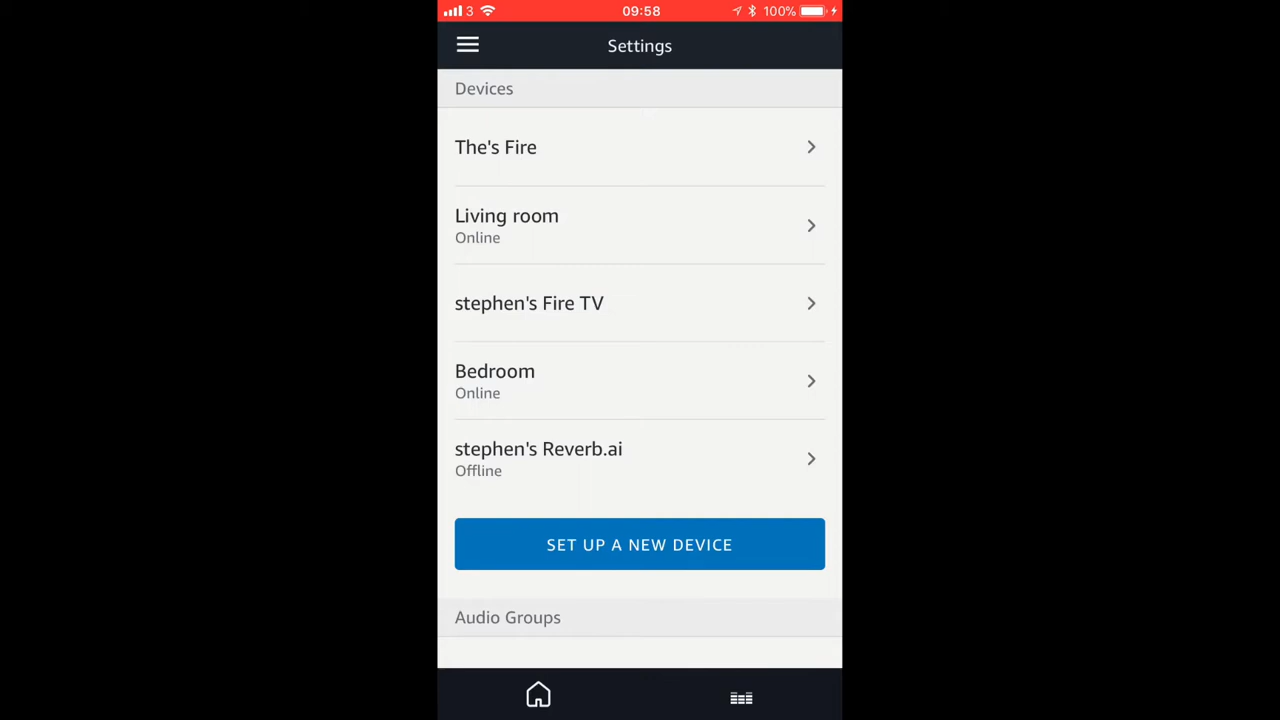 3 09:58 100%
Settings
Devices
The's Fire
Living room
Online
stephen's Fire TV
Bedroom
Online
stephen's Reverb.ai
Offline
SET UP A NEW DEVICE
Audio Groups